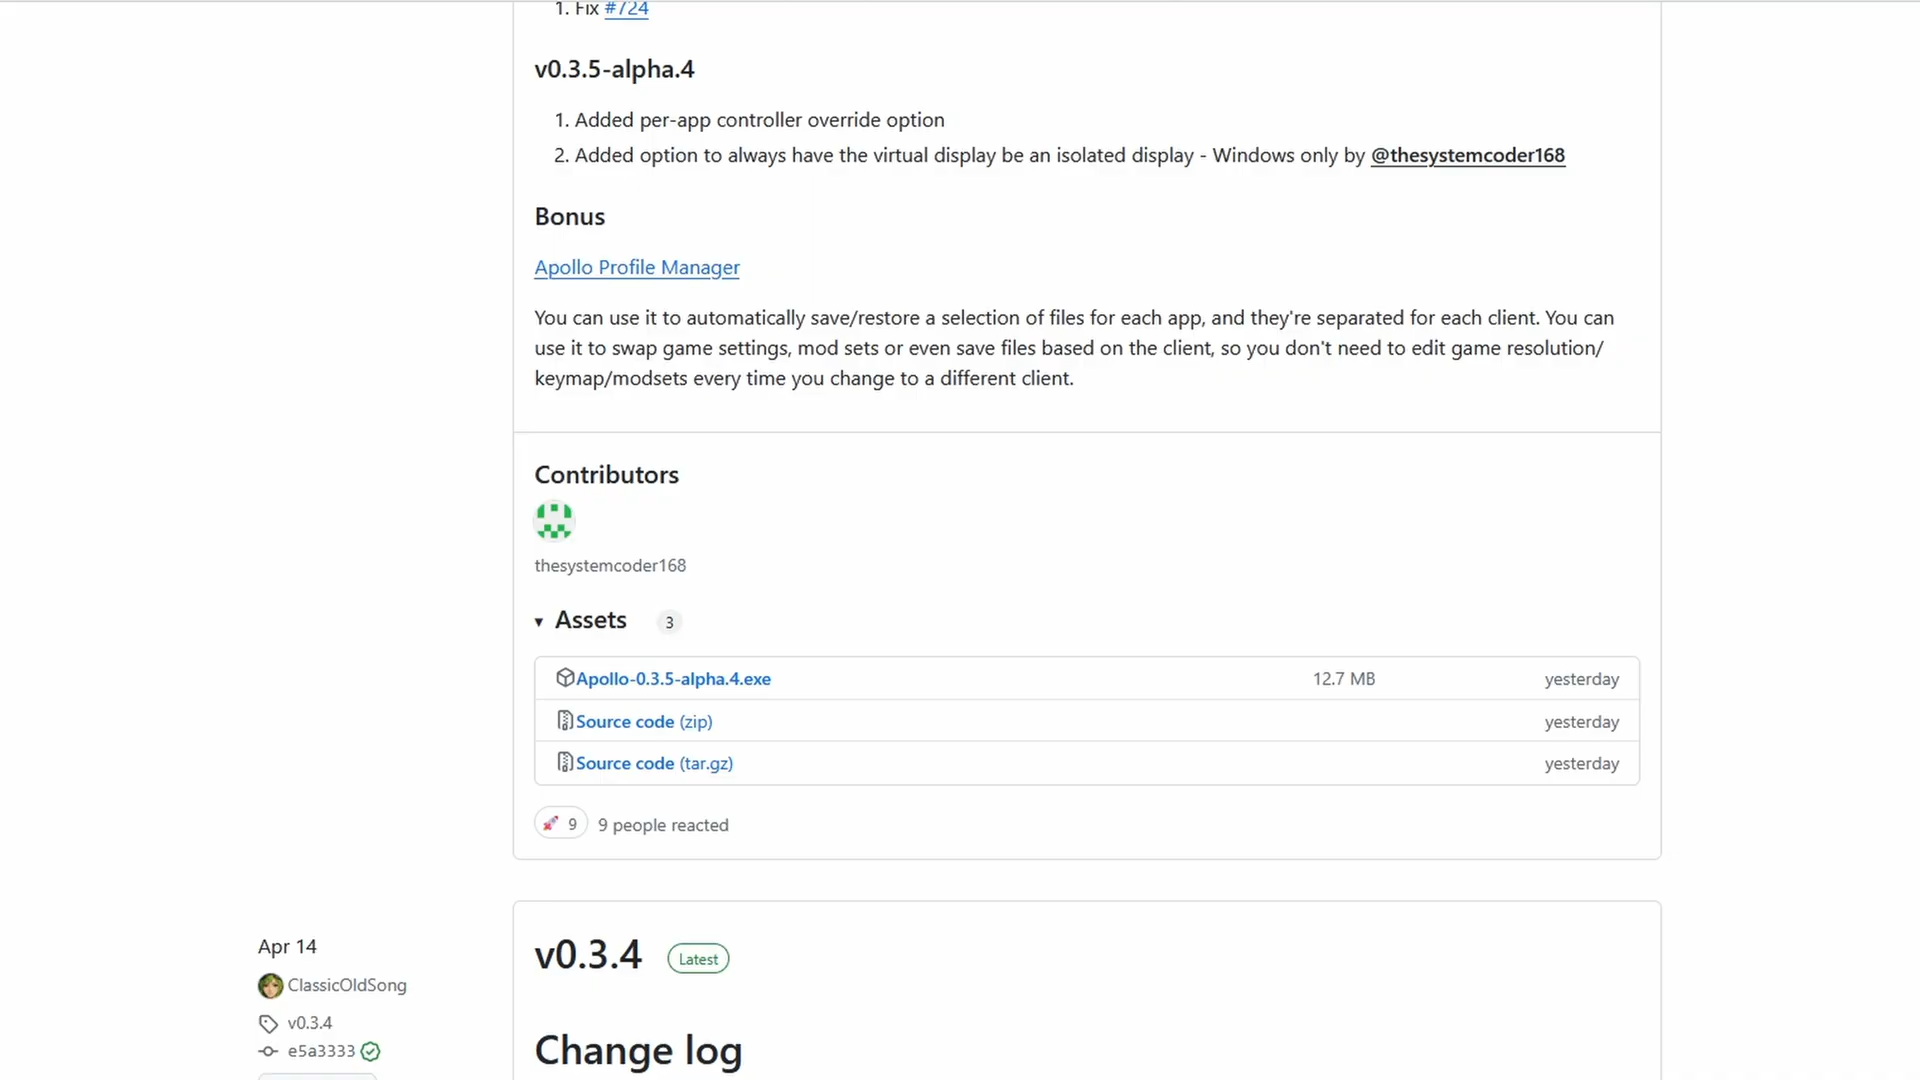 1. Fix #724
v0.3.5-alpha.4
1. Added per-app controller override option
2. Added option to always have the virtual display be an isolated display - Windows only by @thesystemcoder168
Bonus
Apollo Profile Manager
You can use it to automatically save/restore a selection of files for each app, and they're separated for each client. You can
use it to swap game settings, mod sets or even save files based on the client, so you don't need to edit game resolution/
keymap/modsets every time you change to a different client.
Contributors
thesystemcoder168
Assets 3
Apollo-0.3.5-alpha.4.exe 12.7 MB yesterday
Source code (zip) yesterday
Source code (tar.gz) yesterday
9 9 people reacted
Apr 14
ClassicOldSong
v0.3.4
e5a3333
v0.3.4 Latest
Change log